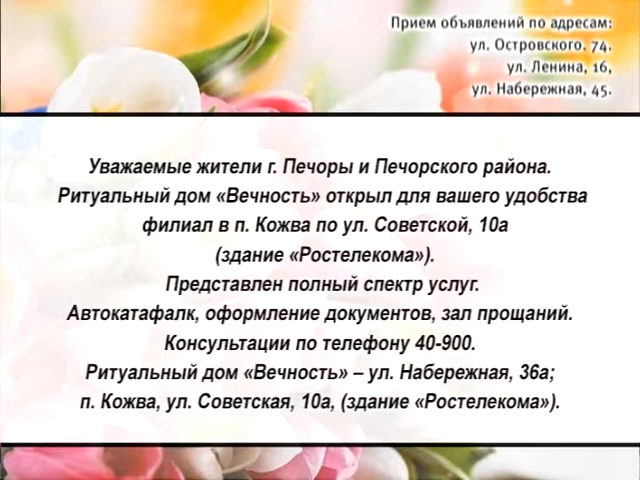 Прием объявлений по адресам:
ул. Островского. 74.
ул. Ленина, 16,
ул. Набережная, 45.
Уважаемые жители г. Печоры и Печорского района.
Ритуальный дом «Вечность» открыл для вашего удобства
филиал в п. Кожва по ул. Советской, 10а
(здание «Ростелекома»).
Представлен полный спектр услуг.
Автокатафалк, оформление документов, зал прощаний.
Консультации по телефону 40-900.
Ритуальный дом «Вечность» – ул. Набережная, 36а;
п. Кожва, ул. Советская, 10а, (здание «Ростелекома»).